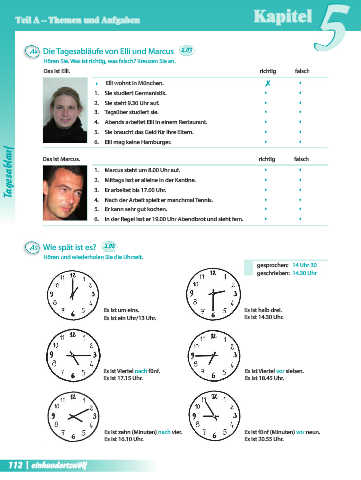 Teil A – Themen und Aufgaben
Kapitel 5
Tagesablauf
A4 Die Tagesabläufe von Elli und Marcus 2.01
Hören Sie. Was ist richtig, was falsch? Kreuzen Sie an.
Das ist Elli. richtig falsch
Elli wohnt in München. ✗
1. Sie studiert Germanistik.
2. Sie steht 9.30 Uhr auf.
3. Tagsüber studiert sie.
4. Abends arbeitet Elli in einem Restaurant.
5. Sie braucht das Geld für ihre Eltern.
6. Elli mag keine Hamburger.
Das ist Marcus. richtig falsch
1. Marcus steht um 8.00 Uhr auf.
2. Mittags isst er alleine in der Kantine.
3. Er arbeitet bis 17.00 Uhr.
4. Nach der Arbeit spielt er manchmal Tennis.
5. Er kann sehr gut kochen.
6. In der Regel isst er 19.00 Uhr Abendbrot und sieht fern.
A5 Wie spät ist es? 2.02
Hören und wiederholen Sie die Uhrzeit.
gesprochen: 14 Uhr 30
geschrieben: 14.30 Uhr
Es ist um eins.
Es ist ein Uhr/13 Uhr.
Es ist halb drei.
Es ist 14.30 Uhr.
Es ist Viertel nach fünf.
Es ist 17.15 Uhr.
Es ist Viertel vor sieben.
Es ist 18.45 Uhr.
Es ist zehn (Minuten) nach vier.
Es ist 16.10 Uhr.
Es ist fünf (Minuten) vor neun.
Es ist 20.55 Uhr.
112 | einhundertzwölf